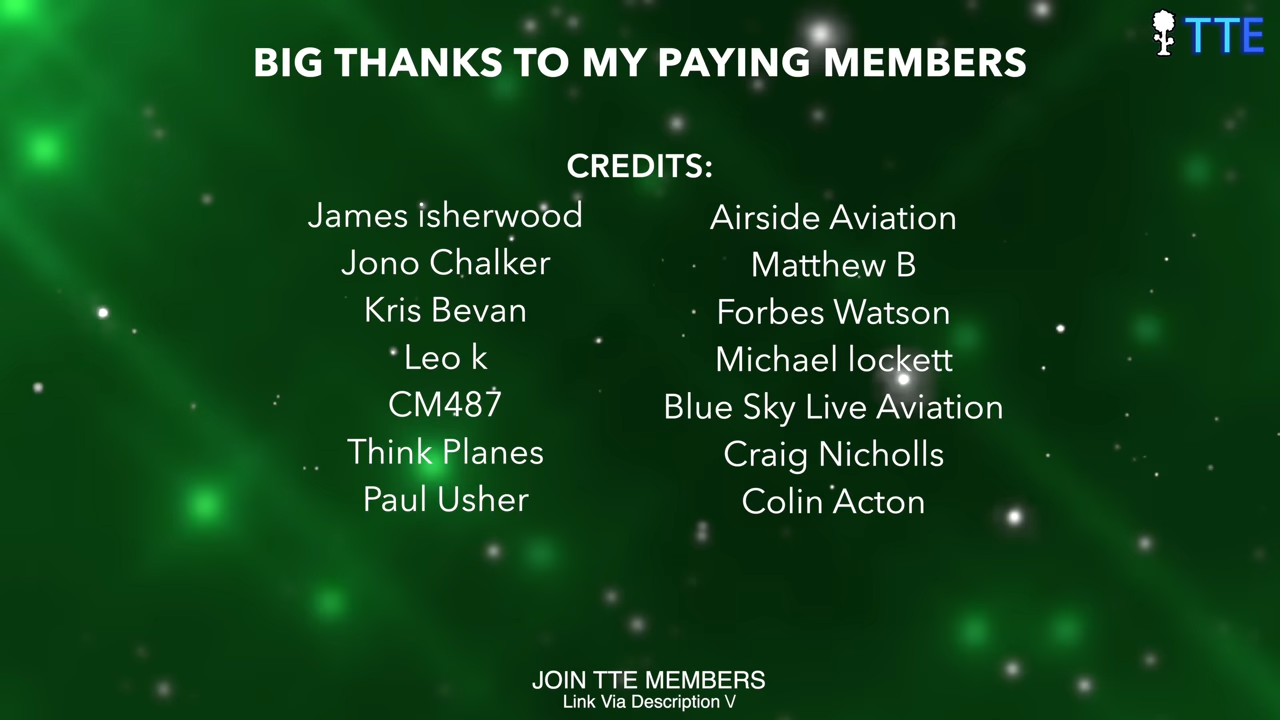 TTE
BIG THANKS TO MY PAYING MEMBERS
CREDITS:
James isherwood
Jono Chalker
Kris Bevan
Leo k
CM487
Think Planes
Paul Usher
Airside Aviation
Matthew B
Forbes Watson
Michael lockett
Blue Sky Live Aviation
Craig Nicholls
Colin Acton
JOIN TTE MEMBERS
Link Via Description V